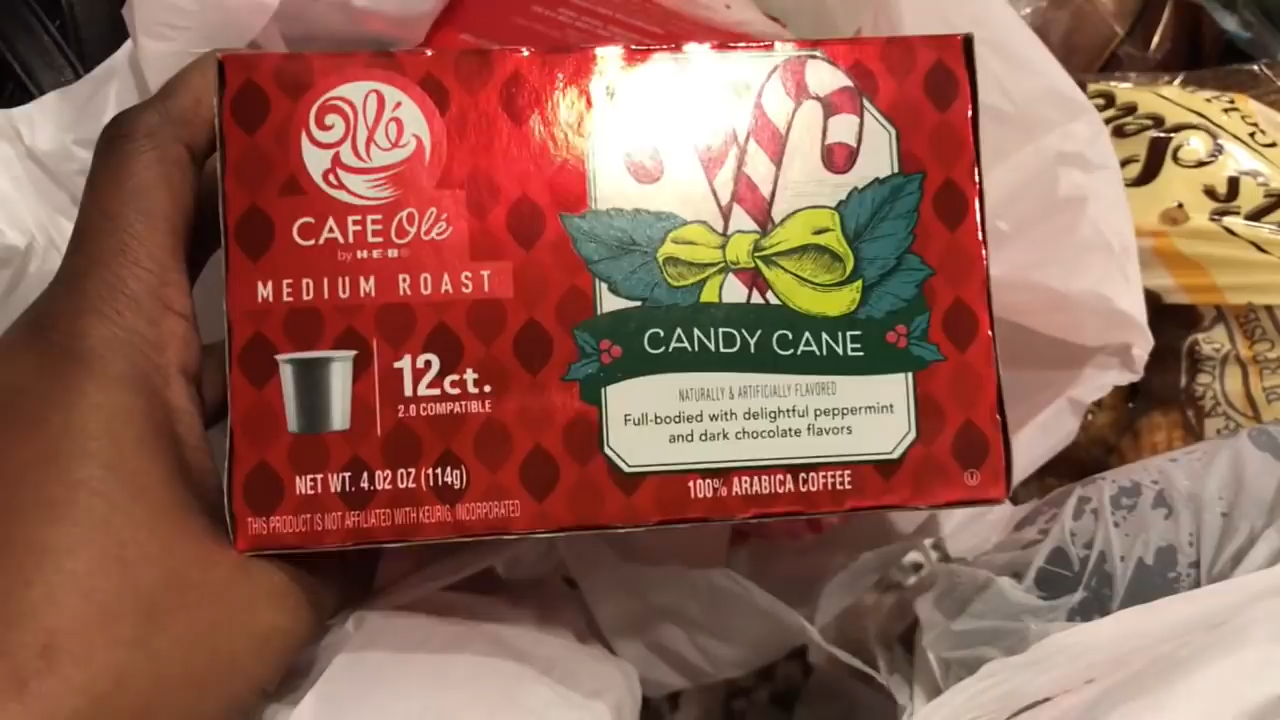 Olé
CAFE Olé
by H-E-B
MEDIUM ROAST
12ct.
2.0 COMPATIBLE
NET WT. 4.02 OZ (114g)
THIS PRODUCT IS NOT AFFILIATED WITH KEURIG, INCORPORATED
CANDY CANE
NATURALLY & ARTIFICIALLY FLAVORED
Full-bodied with delightful peppermint
and dark chocolate flavors
100% ARABICA COFFEE
U